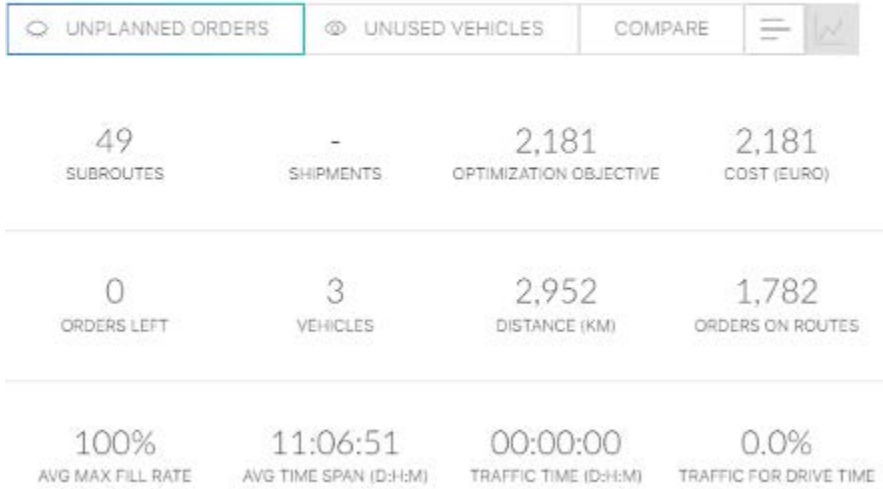 UNPLANNED ORDERS UNUSED VEHICLES COMPARE
49 - 2,181 2,181
SUBROUTES SHIPMENTS OPTIMIZATION OBJECTIVE COST (EURO)
0 3 2,952 1,782
ORDERS LEFT VEHICLES DISTANCE (KM) ORDERS ON ROUTES
100% 11:06:51 00:00:00 0.0%
AVG MAX FILL RATE AVG TIME SPAN (D:H:M) TRAFFIC TIME (D:H:M) TRAFFIC FOR DRIVE TIME